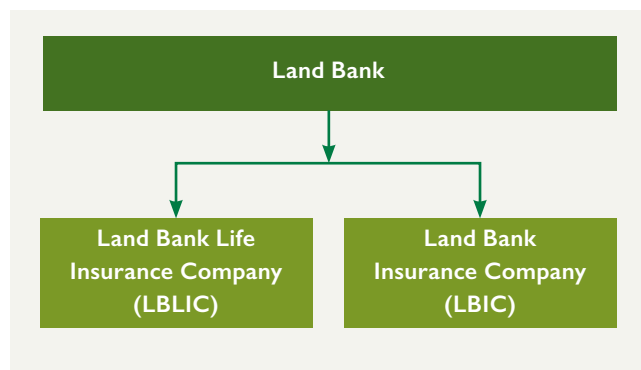 Land Bank
Land Bank Life
Insurance Company
(LBLIC)
Land Bank
Insurance Company
(LBIC)